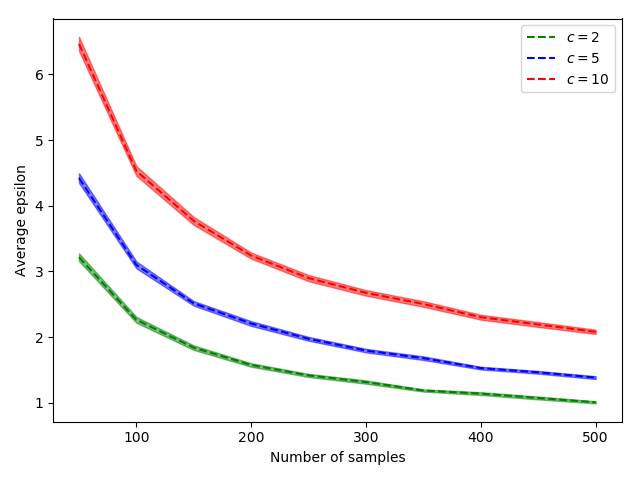 c = 2
c = 5
c = 10
Average epsilon
6
5
4
3
2
1
100 200 300 400 500
Number of samples